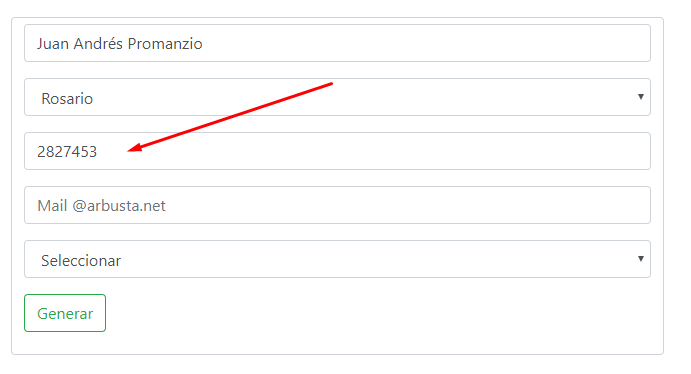 Juan Andrés Promanzio
Rosario
2827453
Mail @arbusta.net
Seleccionar
Generar